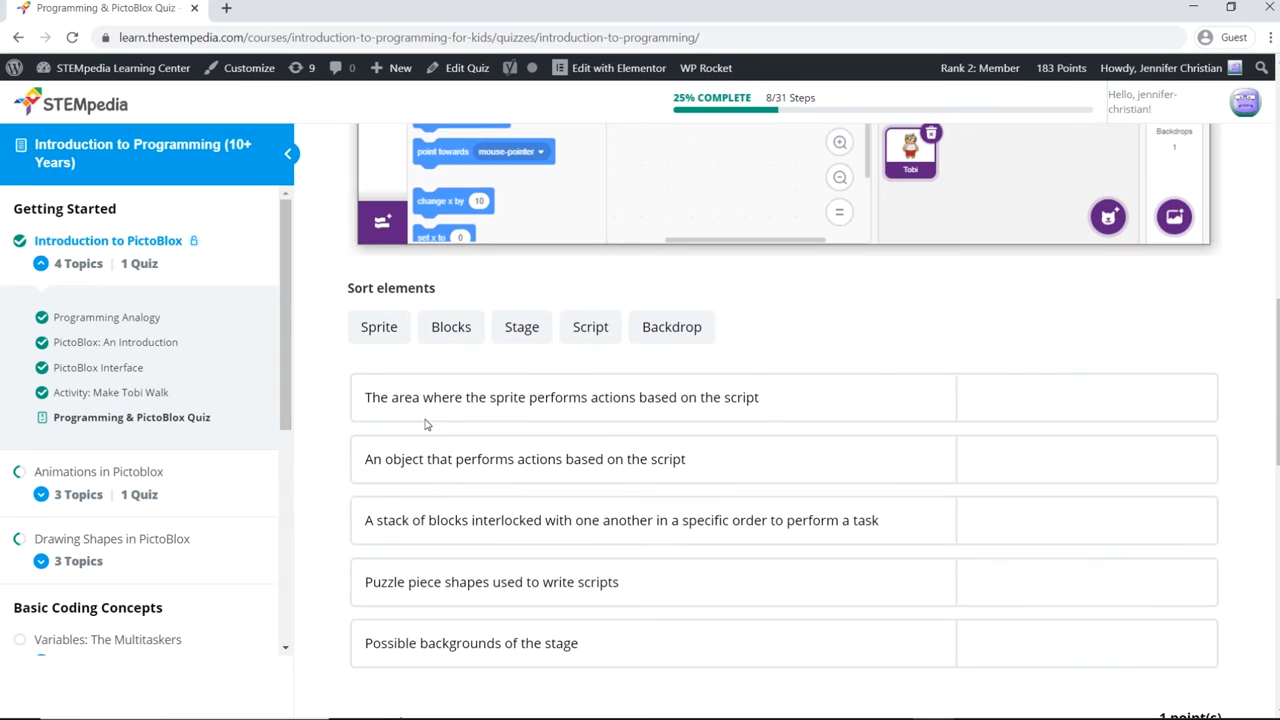 Programming & PictoBlox Quiz -
learn.thestempedia.com/courses/introduction-to-programming-for-kids/quizzes/introduction-to-programming/
Guest
STEMpedia Learning Center
Customize
9
0
New
Edit Quiz
Edit with Elementor
WP Rocket
Rank 2: Member
183 Points
Howdy, Jennifer Christian
STEMpedia
25% COMPLETE 8/31 Steps
Hello, jennifer-
christian!
Introduction to Programming (10+
Years)
Getting Started
Introduction to PictoBlox
4 Topics | 1 Quiz
Programming Analogy
PictoBlox: An Introduction
PictoBlox Interface
Activity: Make Tobi Walk
Programming & PictoBlox Quiz
Animations in Pictoblox
3 Topics | 1 Quiz
Drawing Shapes in PictoBlox
3 Topics
Basic Coding Concepts
Variables: The Multitaskers
point towards mouse-pointer
change x by 10
set x to 0
Tobi
Backdrops
1
Sort elements
Sprite Blocks Stage Script Backdrop
The area where the sprite performs actions based on the script
An object that performs actions based on the script
A stack of blocks interlocked with one another in a specific order to perform a task
Puzzle piece shapes used to write scripts
Possible backgrounds of the stage
1 point(s)